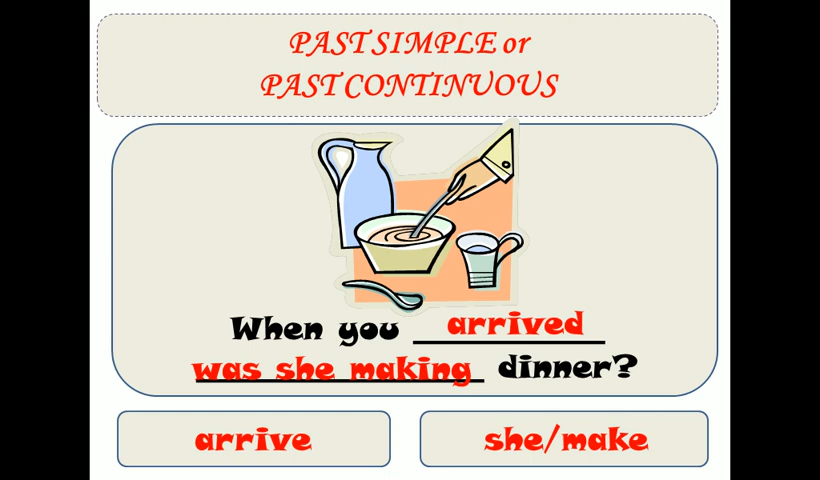 PAST SIMPLE or
PAST CONTINUOUS
When you arrived
was she making dinner?
arrive
she/make